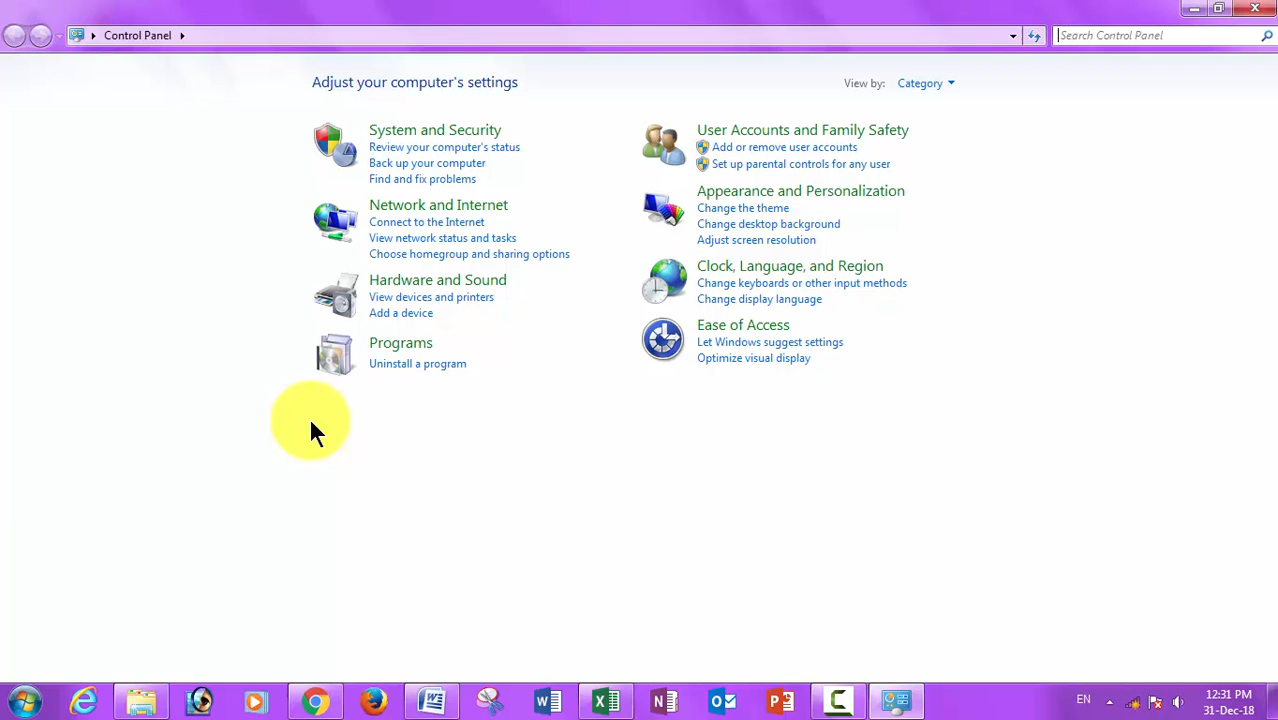 Control Panel
Search Control Panel
Adjust your computer's settings
View by: Category
System and Security
Review your computer's status
Back up your computer
Find and fix problems
Network and Internet
Connect to the Internet
View network status and tasks
Choose homegroup and sharing options
Hardware and Sound
View devices and printers
Add a device
Programs
Uninstall a program
User Accounts and Family Safety
Add or remove user accounts
Set up parental controls for any user
Appearance and Personalization
Change the theme
Change desktop background
Adjust screen resolution
Clock, Language, and Region
Change keyboards or other input methods
Change display language
Ease of Access
Let Windows suggest settings
Optimize visual display
EN
12:31 PM
31-Dec-18